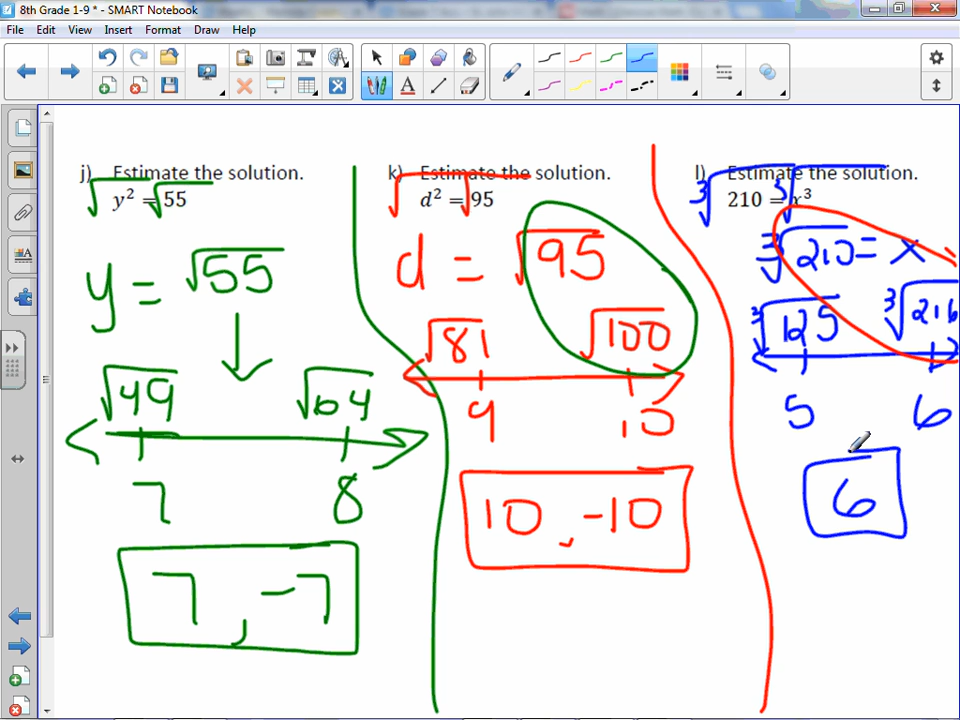 8th Grade 1-9 * - SMART Notebook
File Edit View Insert Format Draw Help
j) Estimate the solution.
√y² = √55
y = √55
√49 √64
7 8
7, -7
k) Estimate the solution.
√d² = √95
d = √95
√81 √100
9 10
10, -10
l) Estimate the solution.
∛210 = ∛x³
∛210 = x
∛125 ∛216
5 6
6